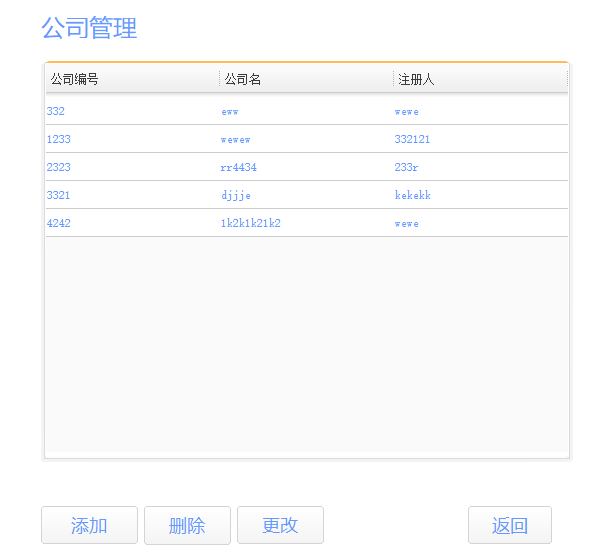 公司管理
公司编号 公司名 注册人
332 eww wewe
1233 wewew 332121
2323 rr4434 233r
3321 djjje kekekk
4242 1k2k1k21k2 wewe
添加 删除 更改 返回